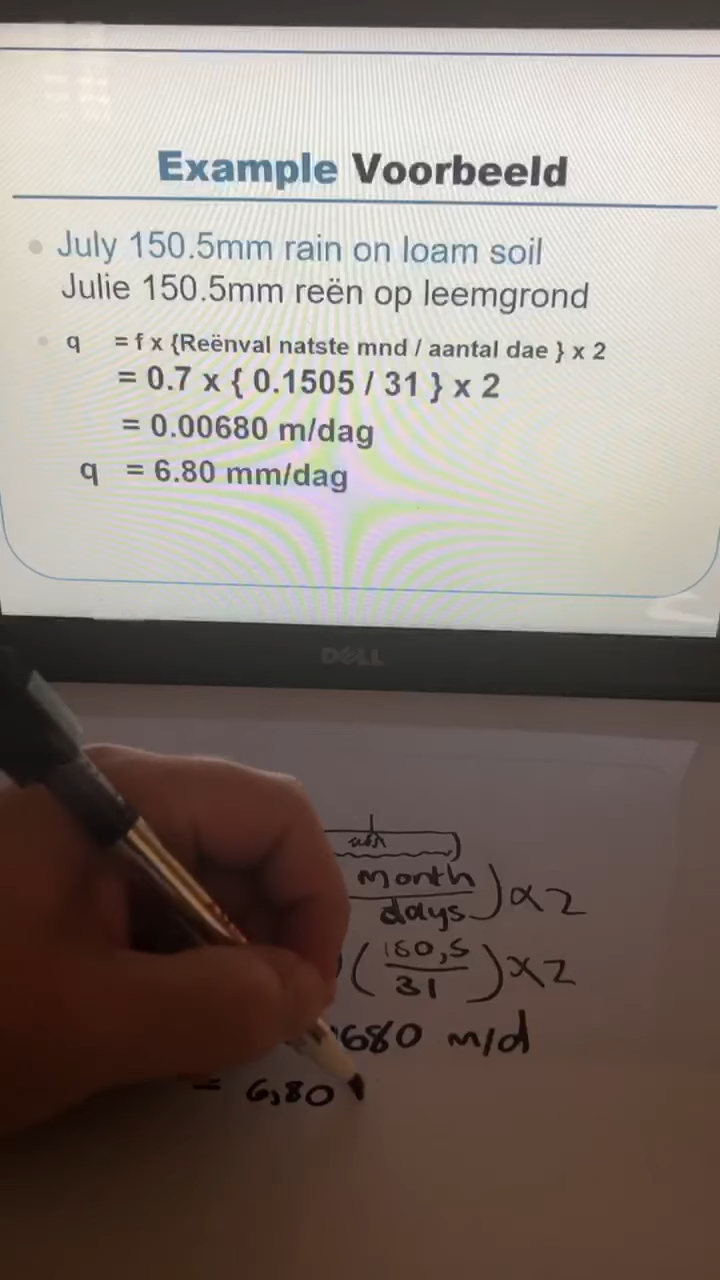 Example Voorbeeld
July 150.5mm rain on loam soil
Julie 150.5mm reën op leemgrond
q = f x {Reënval natste mnd / aantal dae } x 2
= 0.7 x { 0.1505 / 31 } x 2
= 0.00680 m/dag
q = 6.80 mm/dag
DELL
month
days ) x 2
( 150,5
31 ) x 2
680 m/d
= 6,80